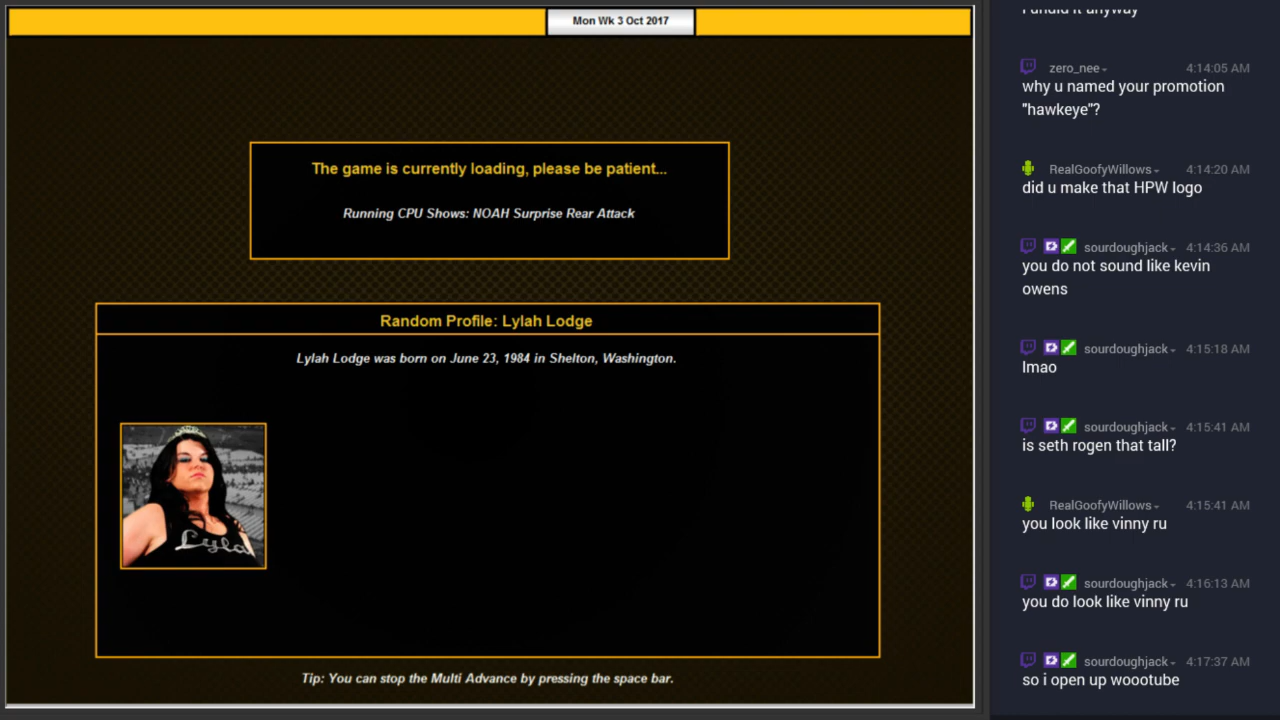 Mon Wk 3 Oct 2017
The game is currently loading, please be patient...
Running CPU Shows: NOAH Surprise Rear Attack
Random Profile: Lylah Lodge
Lylah Lodge was born on June 23, 1984 in Shelton, Washington.
Tip: You can stop the Multi Advance by pressing the space bar.
zero_nee 4:14:05 AM
why u named your promotion
"hawkeye"?
RealGoofyWillows 4:14:20 AM
did u make that HPW logo
sourdoughjack 4:14:36 AM
you do not sound like kevin
owens
sourdoughjack 4:15:18 AM
lmao
sourdoughjack 4:15:41 AM
is seth rogen that tall?
RealGoofyWillows 4:15:41 AM
you look like vinny ru
sourdoughjack 4:16:13 AM
you do look like vinny ru
sourdoughjack 4:17:37 AM
so i open up woootube